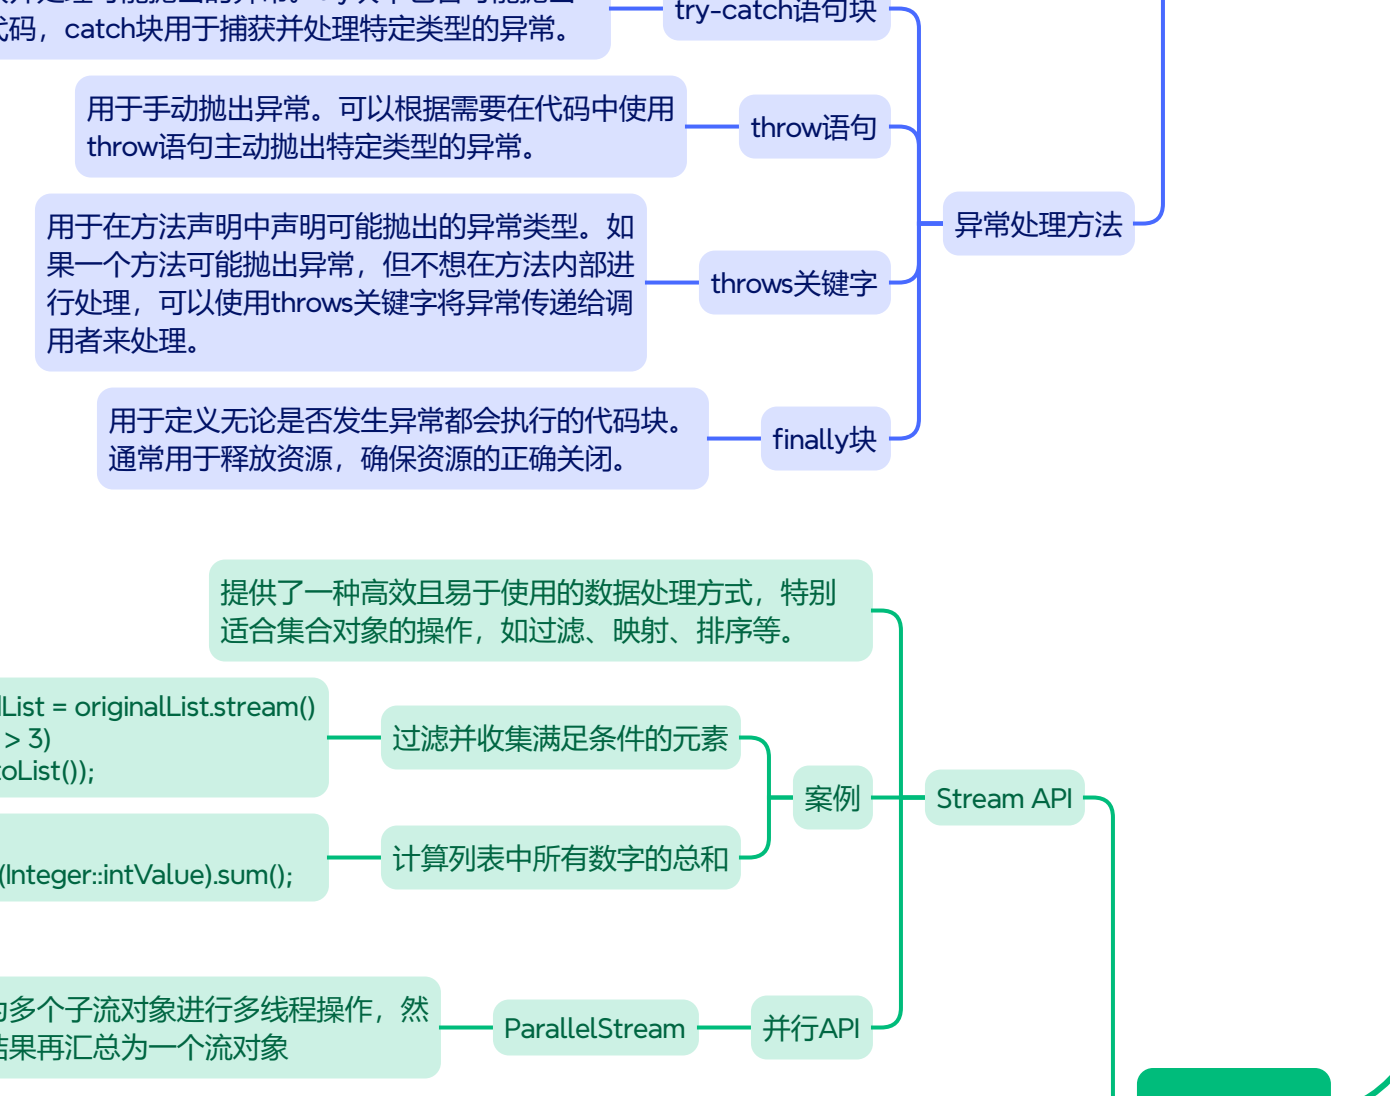 try-catch语句块
代码，catch块用于捕获并处理特定类型的异常。
用于手动抛出异常。可以根据需要在代码中使用
throw语句主动抛出特定类型的异常。
throw语句
异常处理方法
用于在方法声明中声明可能抛出的异常类型。如
果一个方法可能抛出异常，但不想在方法内部进
行处理，可以使用throws关键字将异常传递给调
用者来处理。
throws关键字
用于定义无论是否发生异常都会执行的代码块。
通常用于释放资源，确保资源的正确关闭。
finally块
提供了一种高效且易于使用的数据处理方式，特别
适合集合对象的操作，如过滤、映射、排序等。
List = originalList.stream()
> 3)
oList());
过滤并收集满足条件的元素
案例
Stream API
计算列表中所有数字的总和
(Integer::intValue).sum();
多个子流对象进行多线程操作，然
结果再汇总为一个流对象
ParallelStream
并行API